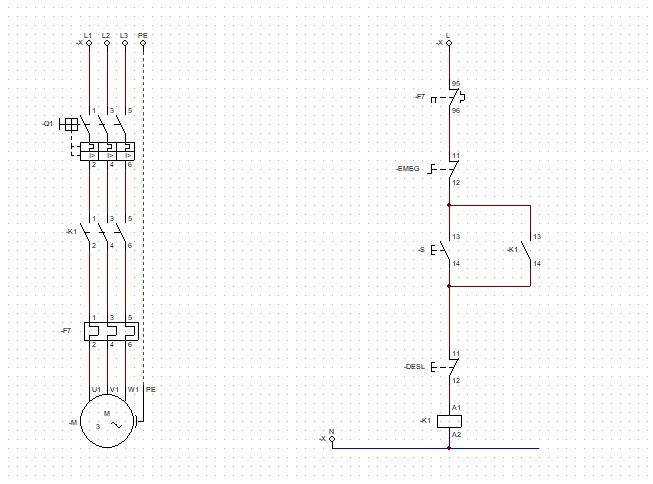 L1 L2 L3 PE
-X
1 3 5
-Q1
I> I> I>
2 4 6
1 3 5
-K1
2 4 6
1 3 5
-F7
2 4 6
U1 V1 W1 PE
M
-M
3
L
-X
95
-F7
96
11
-EMEG
12
13
-S
14
13
-K1
14
11
-DESL
12
A1
-K1
A2
N
-X